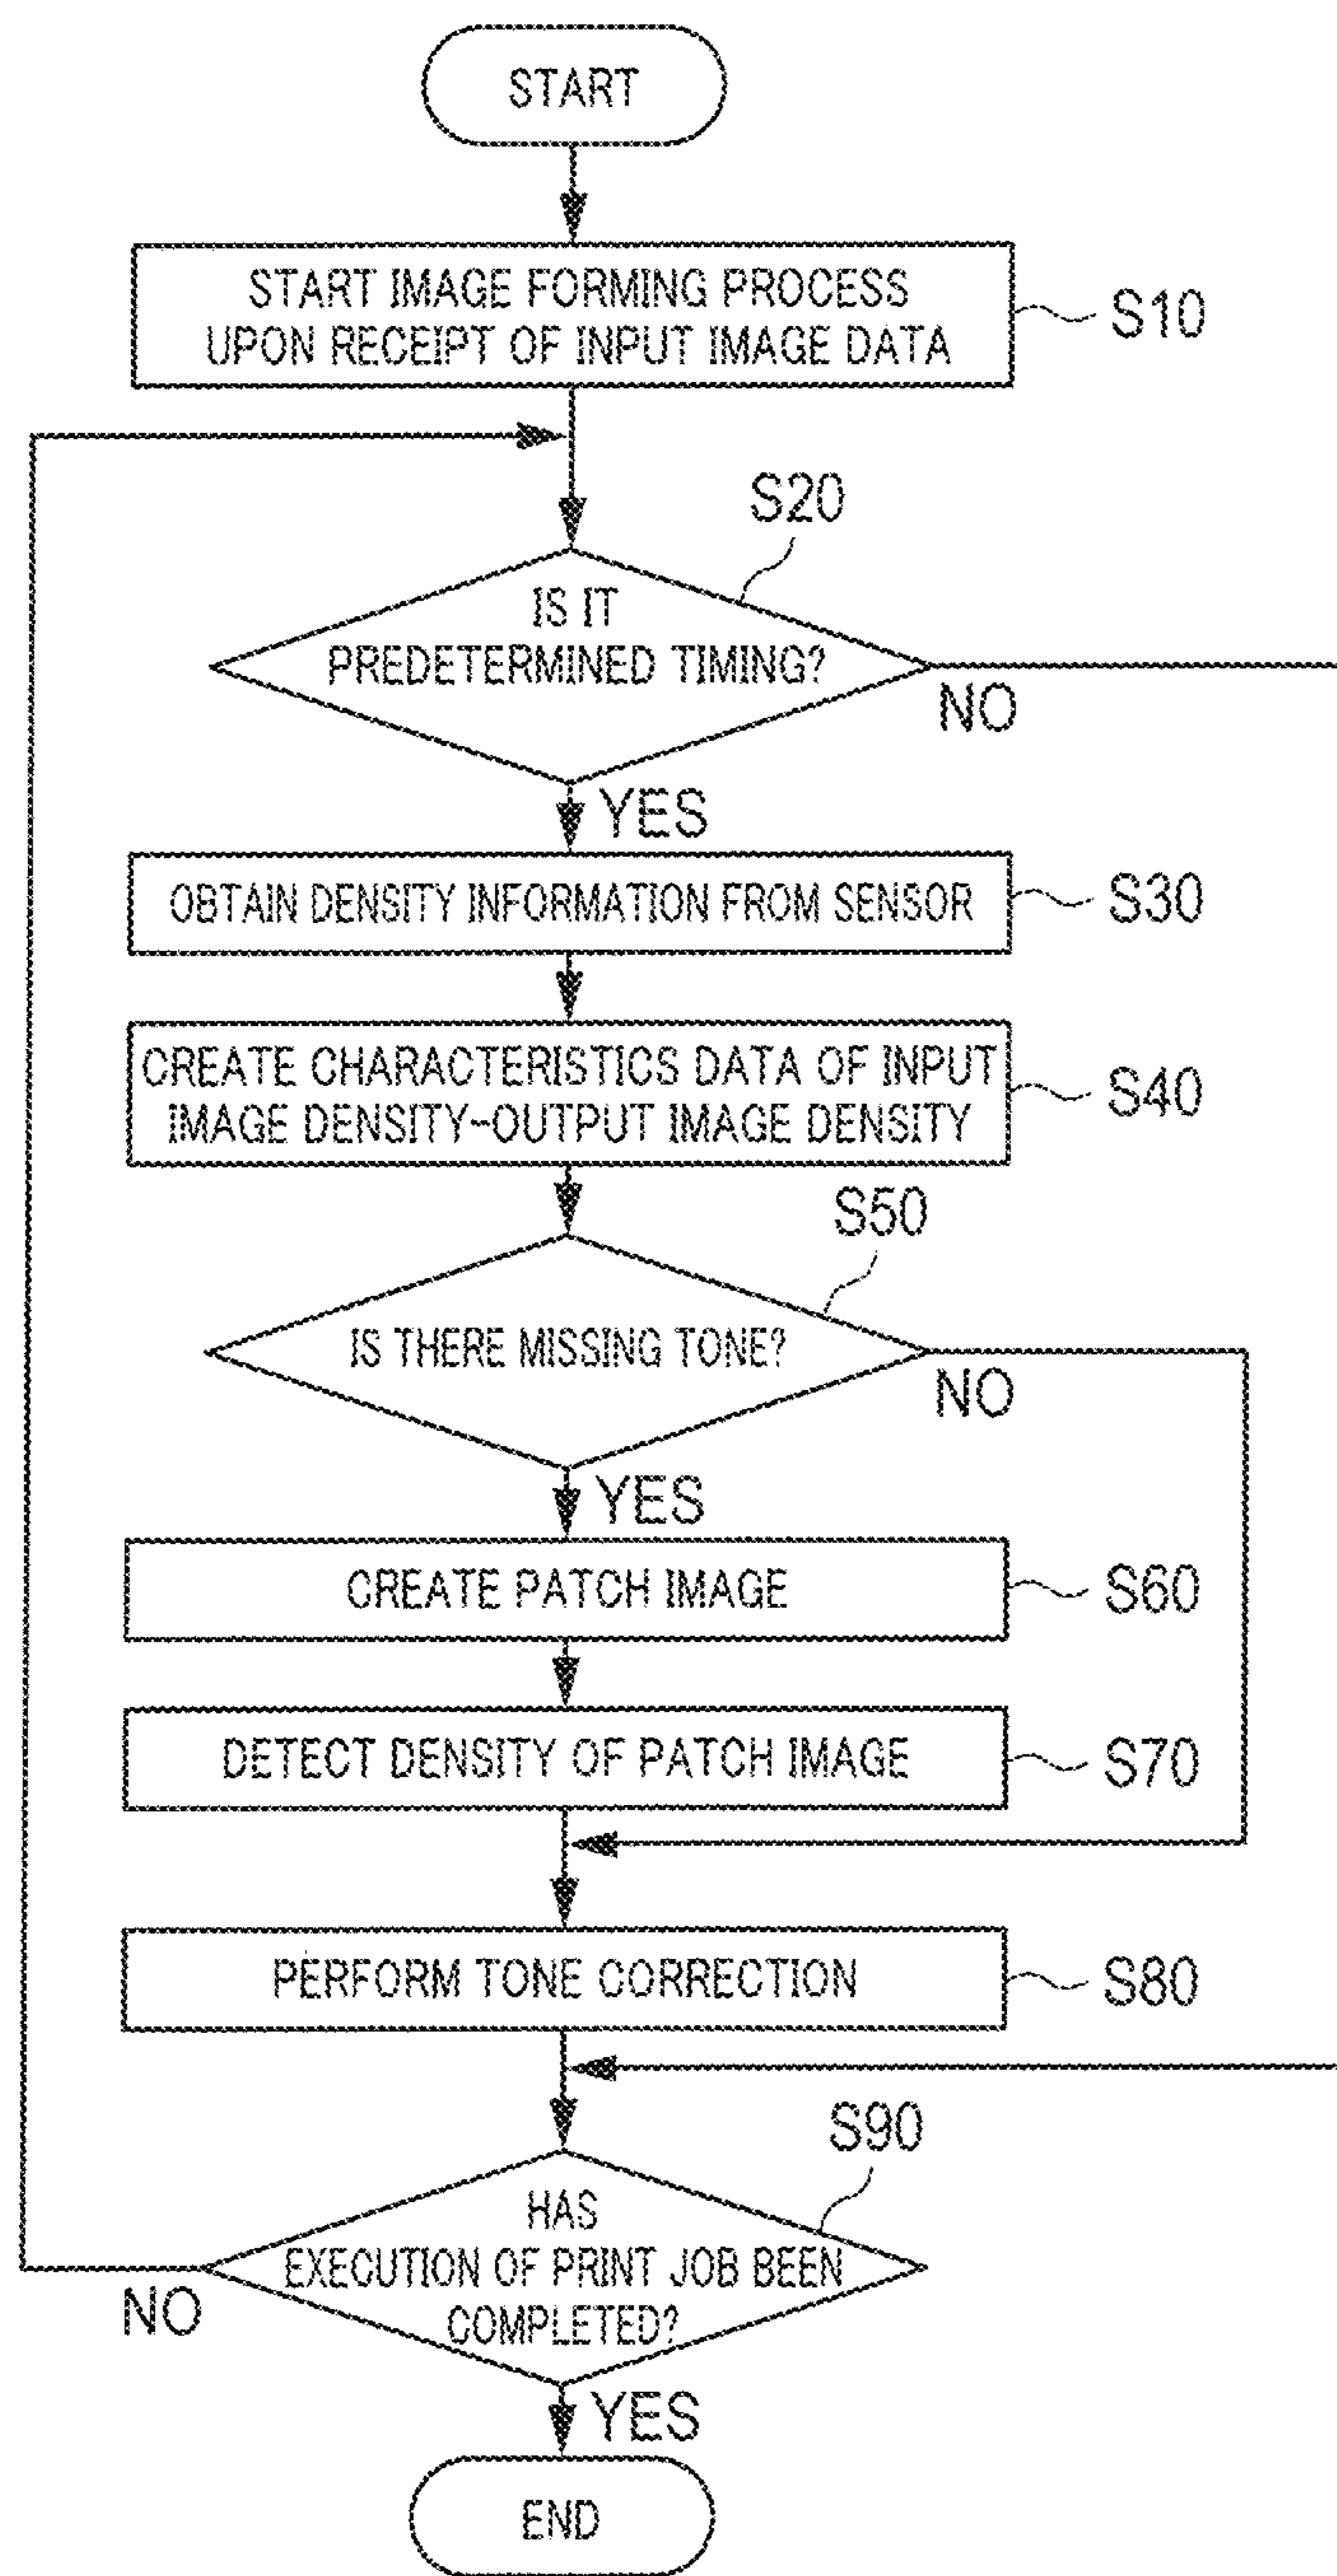 START
START IMAGE FORMING PROCESS
UPON RECEIPT OF INPUT IMAGE DATA
S10
S20
IS IT
PREDETERMINED TIMING?
NO
YES
OBTAIN DENSITY INFORMATION FROM SENSOR
S30
CREATE CHARACTERISTICS DATA OF INPUT
IMAGE DENSITY-OUTPUT IMAGE DENSITY
S40
S50
IS THERE MISSING TONE?
NO
YES
CREATE PATCH IMAGE
S60
DETECT DENSITY OF PATCH IMAGE
S70
PERFORM TONE CORRECTION
S80
S90
HAS
EXECUTION OF PRINT JOB BEEN
COMPLETED?
NO
YES
END